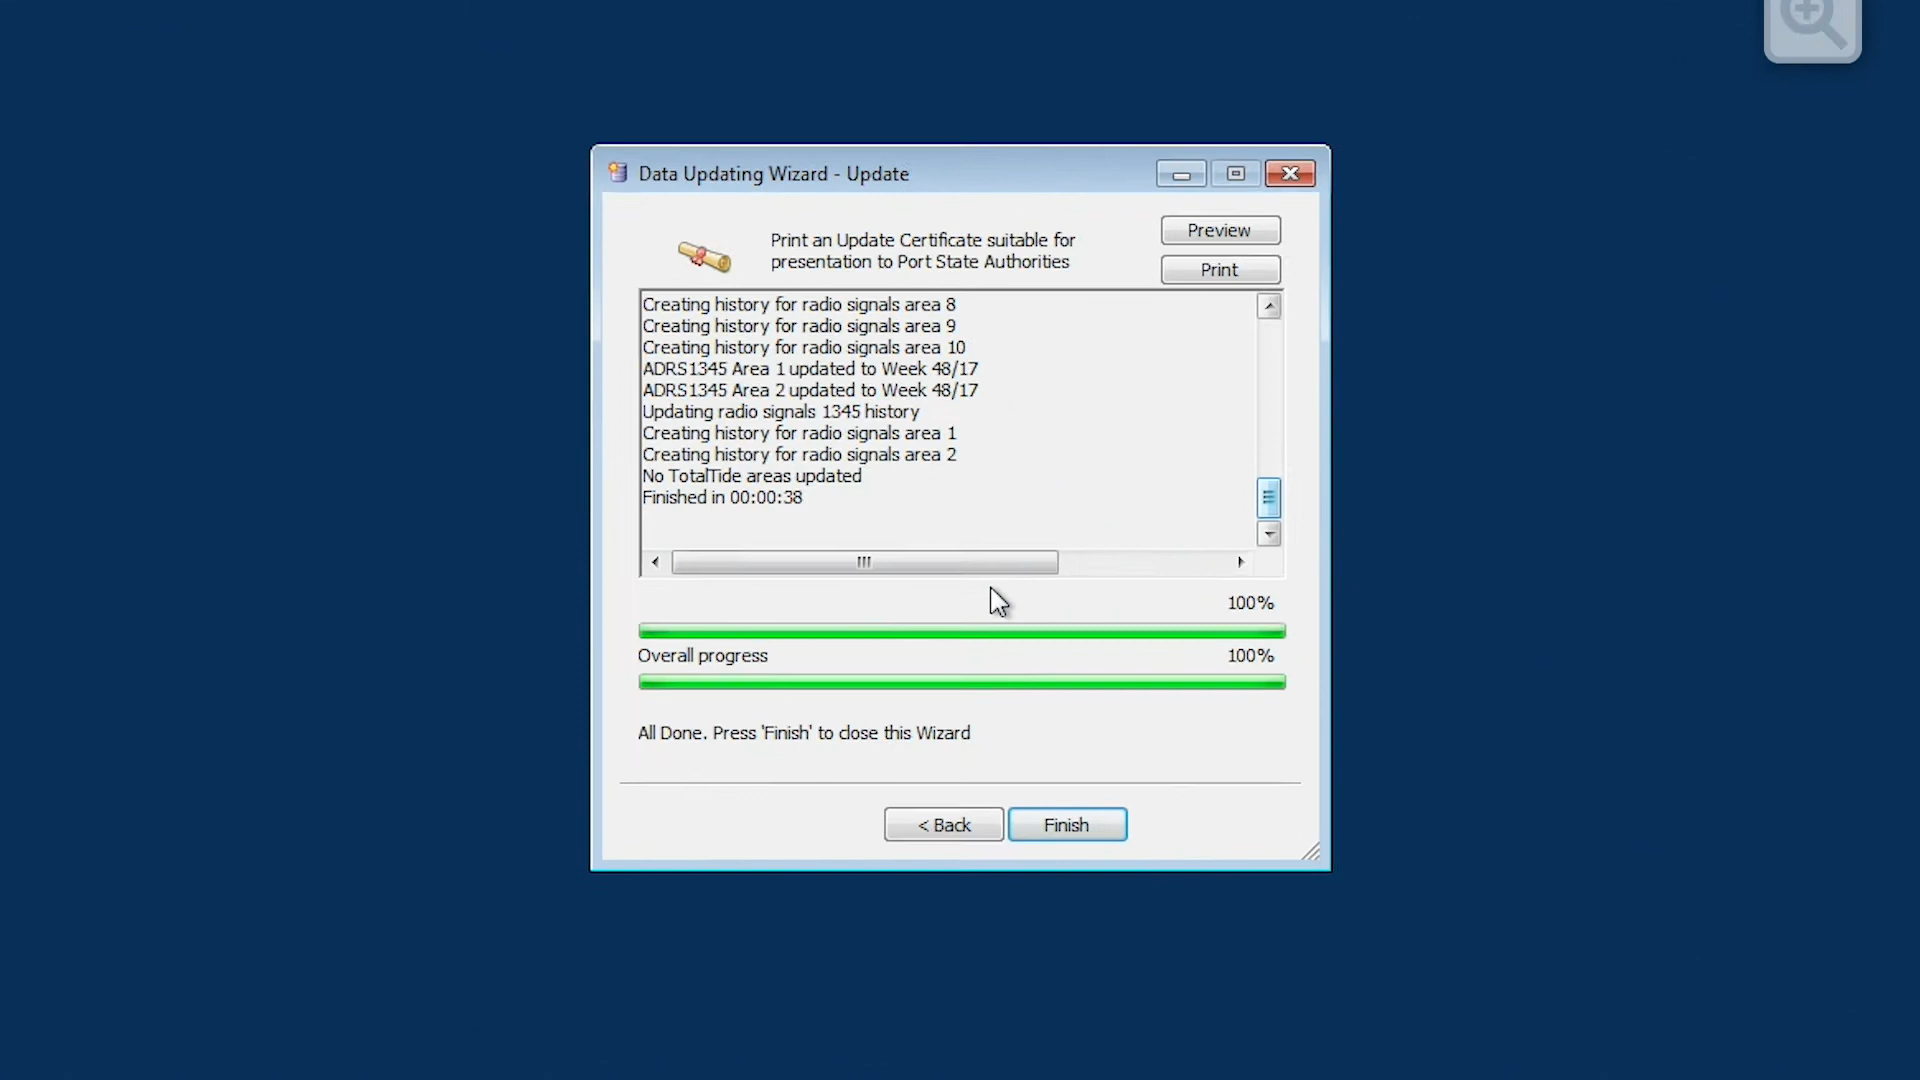 Data Updating Wizard - Update
Print an Update Certificate suitable for
presentation to Port State Authorities
Preview
Print
Creating history for radio signals area 8
Creating history for radio signals area 9
Creating history for radio signals area 10
ADRS1345 Area 1 updated to Week 48/17
ADRS1345 Area 2 updated to Week 48/17
Updating radio signals 1345 history
Creating history for radio signals area 1
Creating history for radio signals area 2
No TotalTide areas updated
Finished in 00:00:38
100%
Overall progress 100%
All Done. Press 'Finish' to close this Wizard
< Back Finish